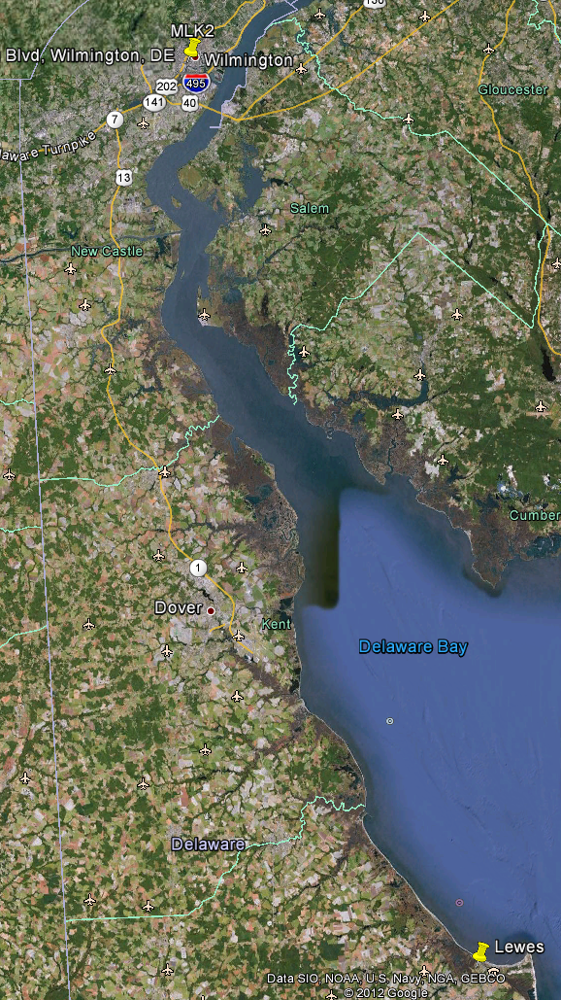 130
MLK2
Blvd, Wilmington, DE
Wilmington
202
495
141
40
Gloucester
7
Turnpike
13
Salem
New Castle
Cumber
1
Dover
Kent
Delaware Bay
Delaware
Lewes
Data SIO, NOAA, U.S. Navy, NGA, GEBCO
© 2012 Google